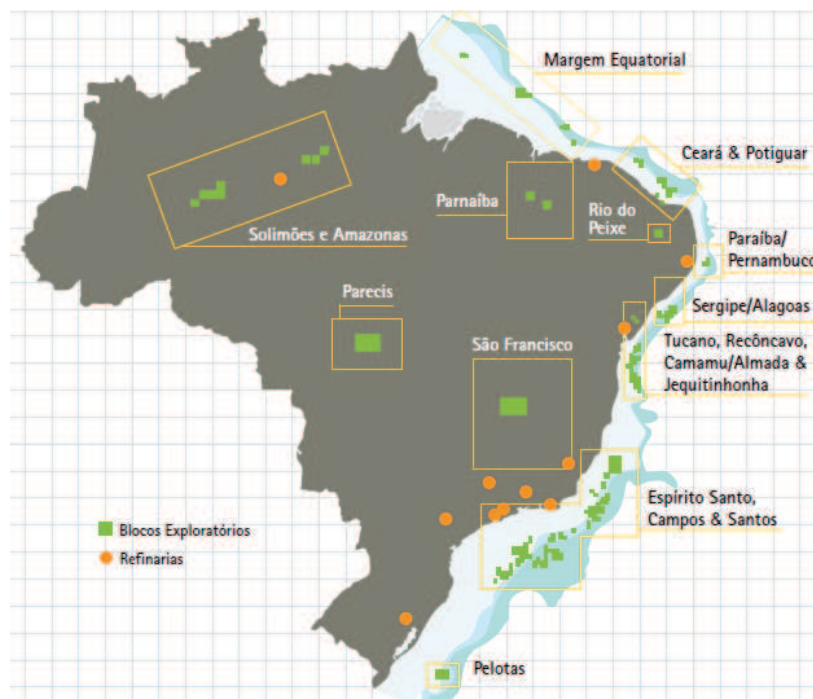 Margem Equatorial
Ceará & Potiguar
Parnaíba
Rio do
Peixe
Solimões e Amazonas
Paraíba/
Pernambuco
Parecis
Sergipe/Alagoas
São Francisco
Tucano, Recôncavo,
Camamu/Almada &
Jequitinhonha
Espírito Santo,
Campos & Santos
Blocos Exploratórios
Refinarias
Pelotas